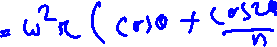 = ω²r ( cosθ + cos2θ/n